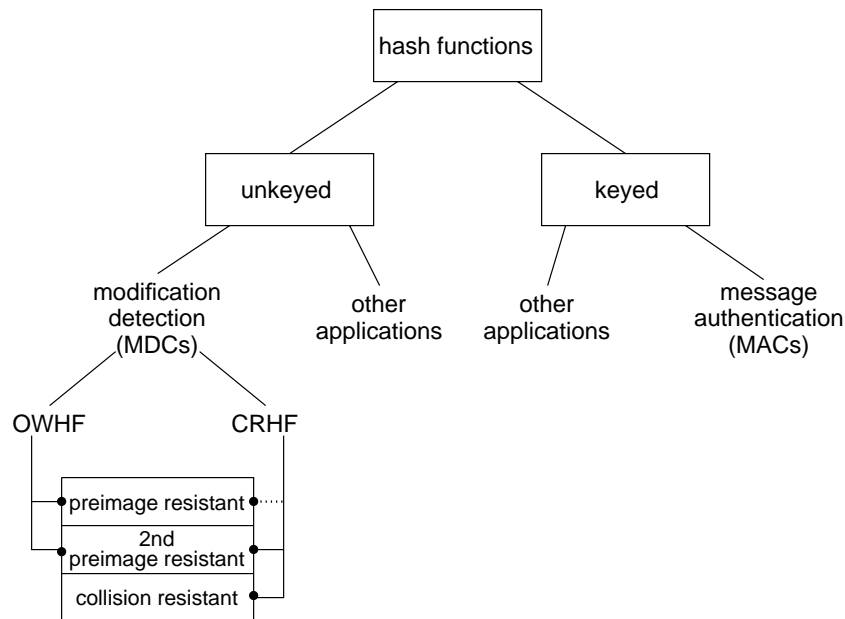 hash functions
unkeyed
keyed
modification
detection
(MDCs)
other
applications
other
applications
message
authentication
(MACs)
OWHF
CRHF
preimage resistant
2nd
preimage resistant
collision resistant